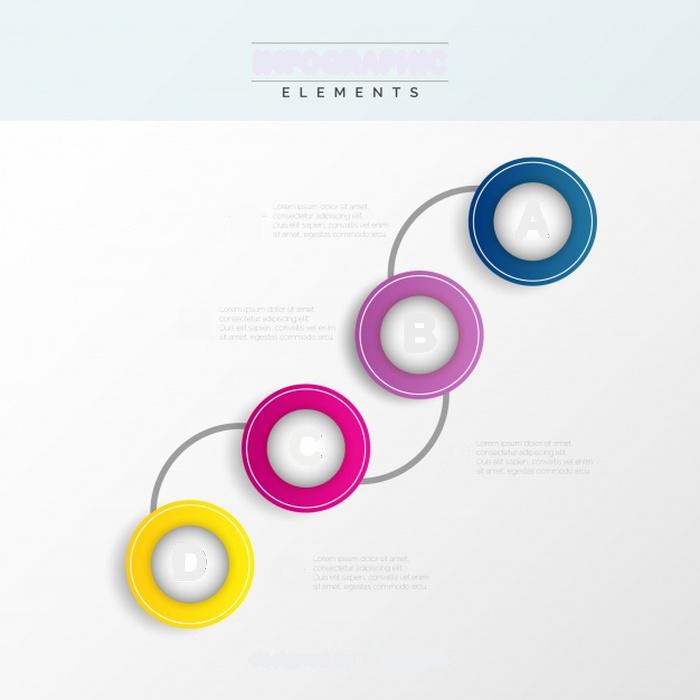 INFOGRAPHIC
ELEMENTS
A
Lorem ipsum dolor sit amet,
consectetur adipiscing elit.
Duis elit sapien, convallis vel enim
sit amet, egestas commodo arcu.
B
Lorem ipsum dolor sit amet,
consectetur adipiscing elit.
Duis elit sapien, convallis vel enim
sit amet, egestas commodo arcu.
C
Lorem ipsum dolor sit amet,
consectetur adipiscing elit.
Duis elit sapien, convallis vel enim
sit amet, egestas commodo arcu.
D
Lorem ipsum dolor sit amet,
consectetur adipiscing elit.
Duis elit sapien, convallis vel enim
sit amet, egestas commodo arcu.